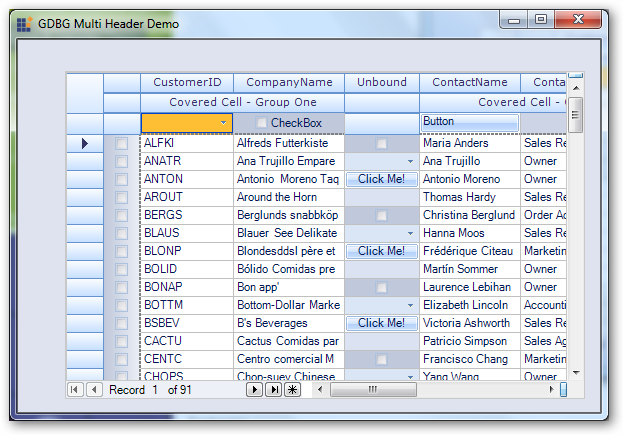 GDBG Multi Header Demo
CustomerID CompanyName Unbound ContactName Conta
Covered Cell - Group One Covered Cell - G
CheckBox Button
ALFKI Alfreds Futterkiste Maria Anders Sales Re
ANATR Ana Trujillo Empare Ana Trujillo Owner
ANTON Antonio Moreno Taq Click Me! Antonio Moreno Owner
AROUT Around the Horn Thomas Hardy Sales Re
BERGS Berglunds snabbköp Christina Berglund Order Ad
BLAUS Blauer See Delikate Hanna Moos Sales Re
BLONP Blondesddsl père et Click Me! Frédérique Citeau Marketin
BOLID Bólido Comidas pre Martín Sommer Owner
BONAP Bon app' Laurence Lebihan Owner
BOTTM Bottom-Dollar Marke Elizabeth Lincoln Accounti
BSBEV B's Beverages Click Me! Victoria Ashworth Sales Re
CACTU Cactus Comidas par Patricio Simpson Sales Ag
CENTC Centro comercial M Francisco Chang Marketin
CHOPS Chop-suey Chinese Yang Wang Owner
Record 1 of 91